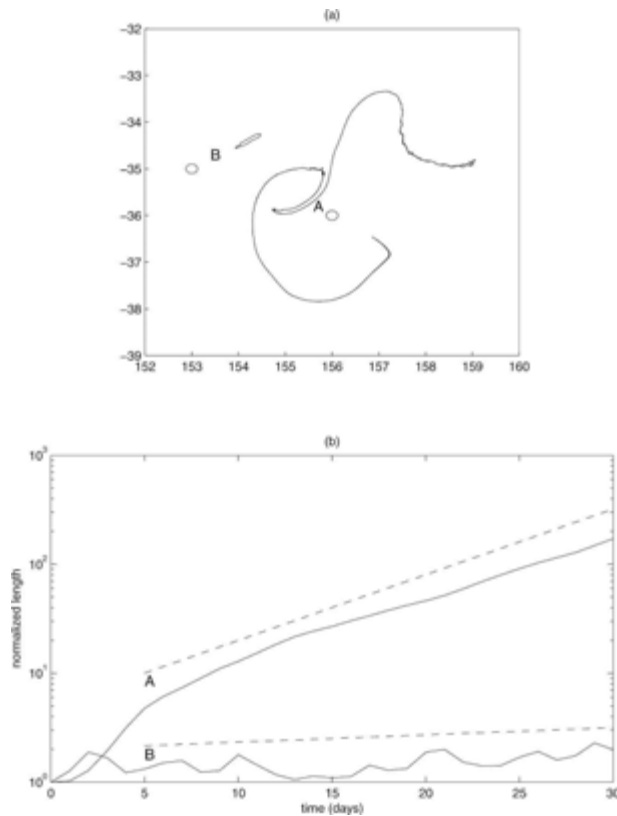 (a)
−32
−33
−34
−35
−36
−37
−38
−39
B
A
152 153 154 155 156 157 158 159 160
(b)
10³
10²
10¹
10⁰
normalized length
A
B
0 5 10 15 20 25 30
time (days)